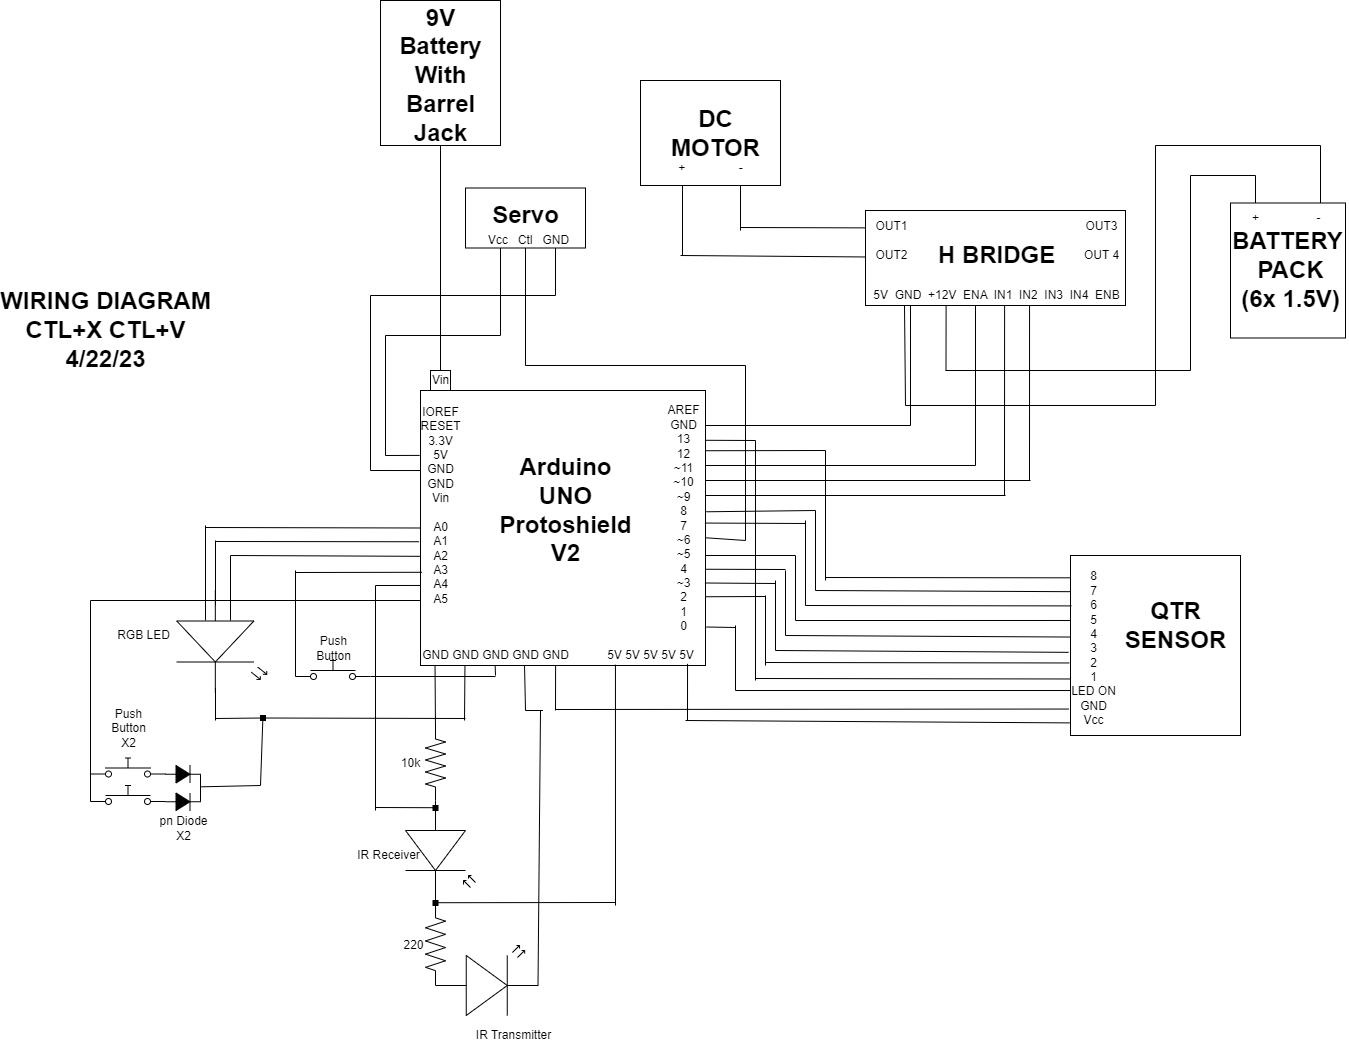 9V
Battery
With
Barrel
Jack
DC
MOTOR
+ -
Servo
Vcc Ctl GND
OUT1 OUT3
OUT2 H BRIDGE OUT 4
5V GND +12V ENA IN1 IN2 IN3 IN4 ENB
+ -
BATTERY
PACK
(6x 1.5V)
WIRING DIAGRAM
CTL+X CTL+V
4/22/23
Vin
IOREF
RESET
3.3V
5V
GND
GND
Vin
A0
A1
A2
A3
A4
A5
Arduino
UNO
Protoshield
V2
AREF
GND
13
12
~11
~10
~9
8
7
~6
~5
4
~3
2
1
0
GND GND GND GND GND 5V 5V 5V 5V 5V
8
7
6
5
4
3
2
1
LED ON
GND
Vcc
QTR
SENSOR
RGB LED
Push
Button
Push
Button
X2
pn Diode
X2
10k
IR Receiver
220
IR Transmitter